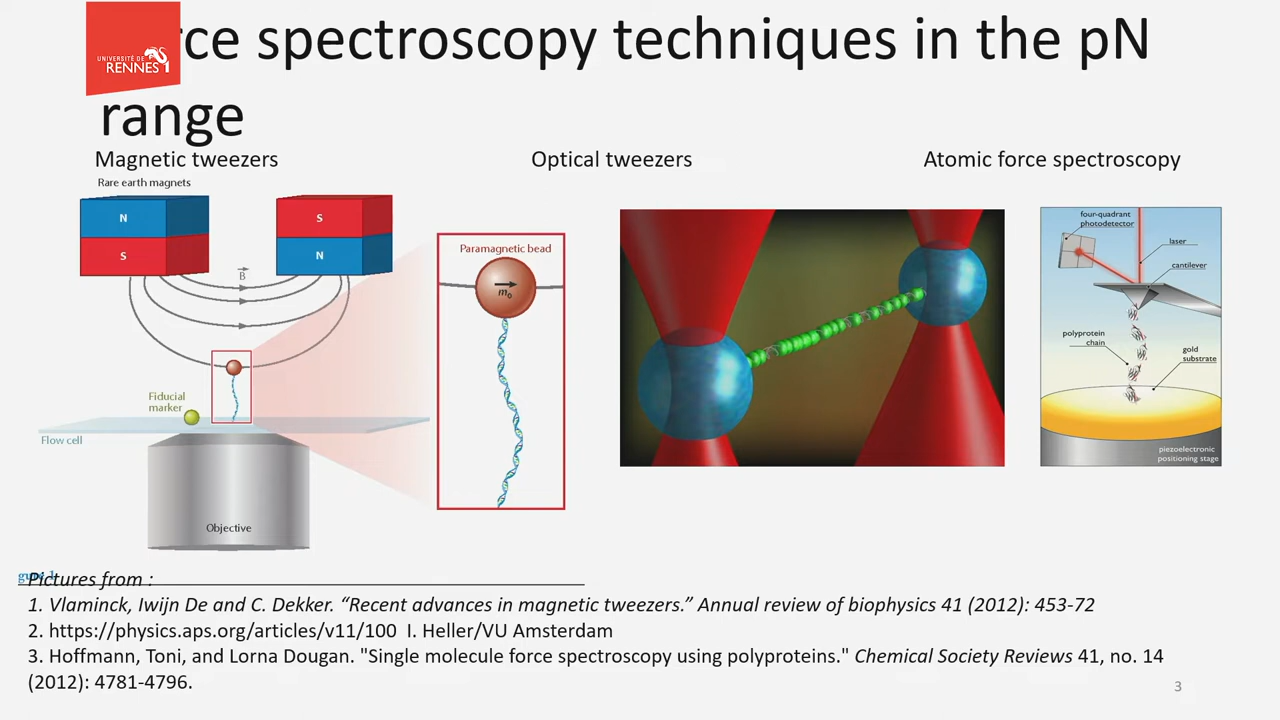 rce spectroscopy techniques in the pN
range
UNIVERSITÉ DE
RENNES 1
Magnetic tweezers
Optical tweezers
Atomic force spectroscopy
Rare earth magnets
N
S
S
N
B
Paramagnetic bead
m0
Fiducial
marker
Flow cell
Objective
four-quadrant
photodetector
laser
cantilever
polyprotein
chain
gold
substrate
piezoelectronic
positioning stage
Pictures from :
1. Vlaminck, Iwijn De and C. Dekker. “Recent advances in magnetic tweezers.” Annual review of biophysics 41 (2012): 453-72
2. https://physics.aps.org/articles/v11/100 I. Heller/VU Amsterdam
3. Hoffmann, Toni, and Lorna Dougan. "Single molecule force spectroscopy using polyproteins." Chemical Society Reviews 41, no. 14
(2012): 4781-4796.
3